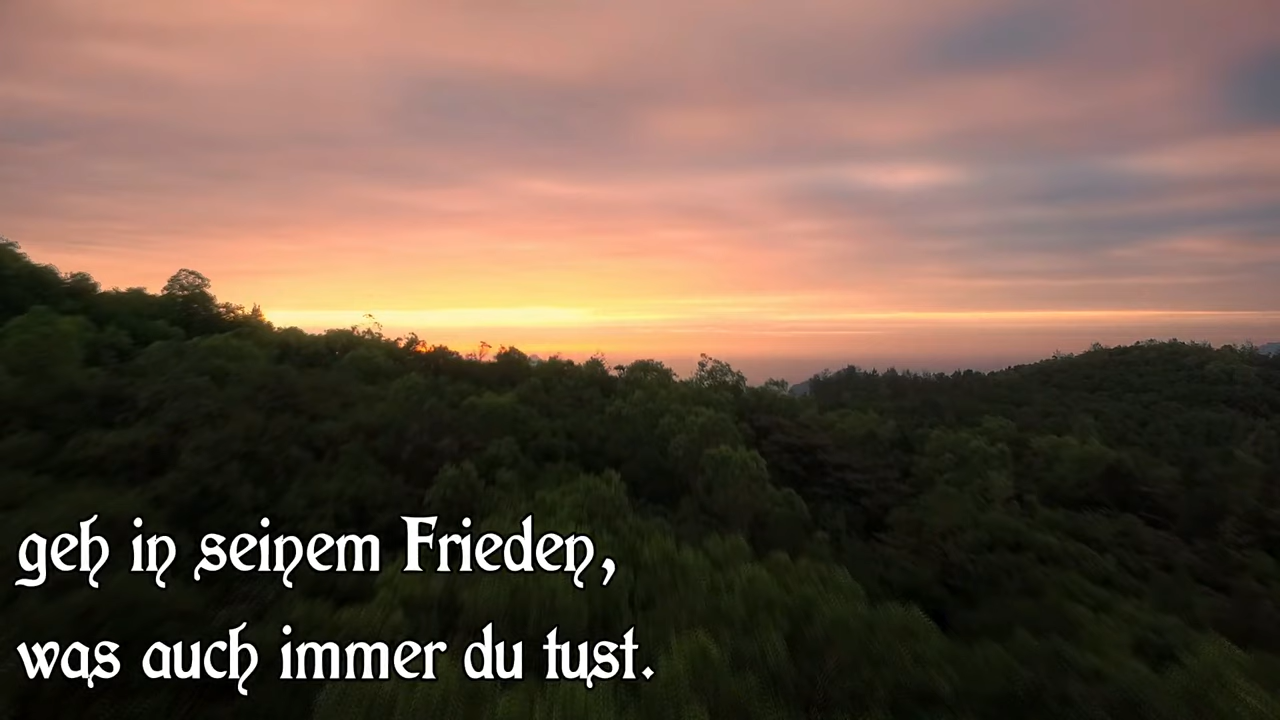 geh in seinem Frieden,
was auch immer du tust.